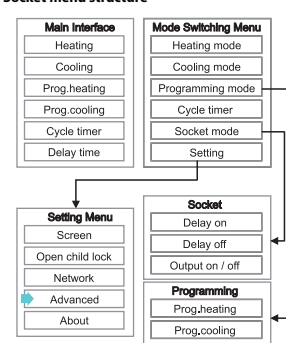 Socket menu structure
Main Interface
Heating
Cooling
Prog.heating
Prog.cooling
Cycle timer
Delay time
Mode Switching Menu
Heating mode
Cooling mode
Programming mode
Cycle timer
Socket mode
Setting
Setting Menu
Screen
Open child lock
Network
Advanced
About
Socket
Delay on
Delay off
Output on / off
Programming
Prog.heating
Prog.cooling